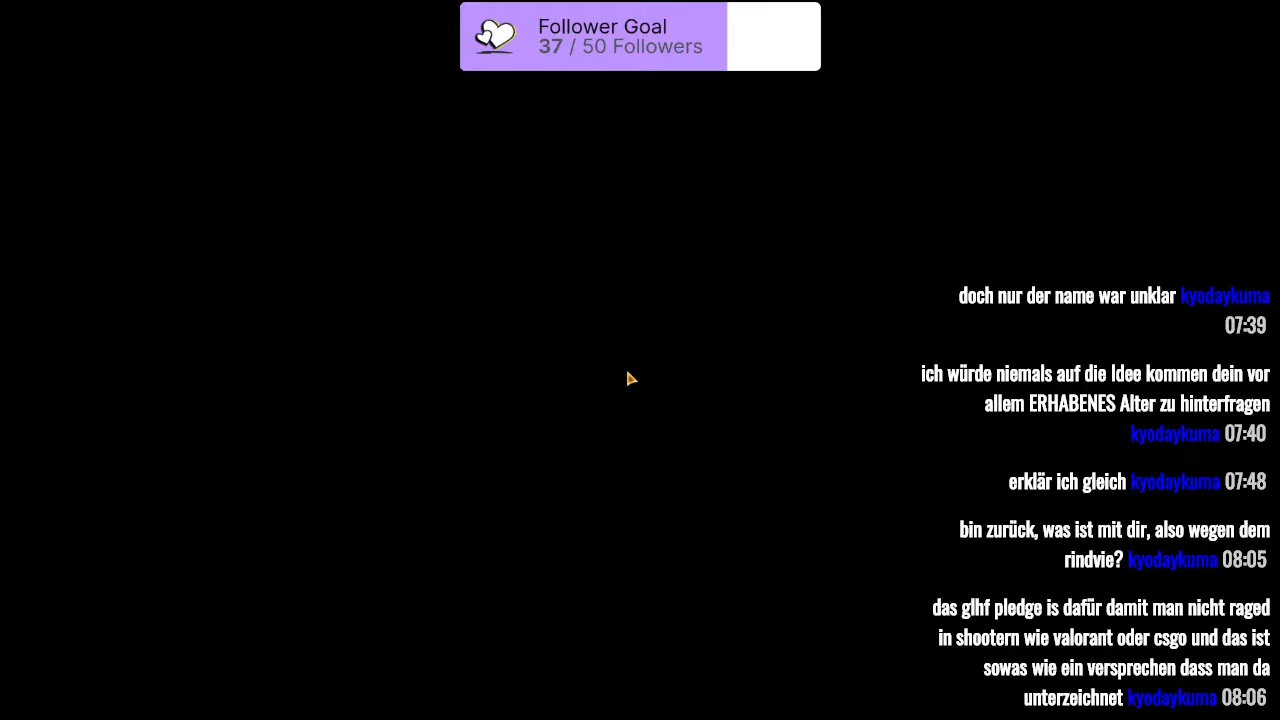 Follower Goal
37 / 50 Followers
doch nur der name war unklar kyodaykuma
07:39
ich würde niemals auf die Idee kommen dein vor
allem ERHABENES Alter zu hinterfragen
kyodaykuma 07:40
erklär ich gleich kyodaykuma 07:48
bin zurück, was ist mit dir, also wegen dem
rindvie? kyodaykuma 08:05
das glhf pledge is dafür damit man nicht raged
in shootern wie valorant oder csgo und das ist
sowas wie ein versprechen dass man da
unterzeichnet kyodaykuma 08:06